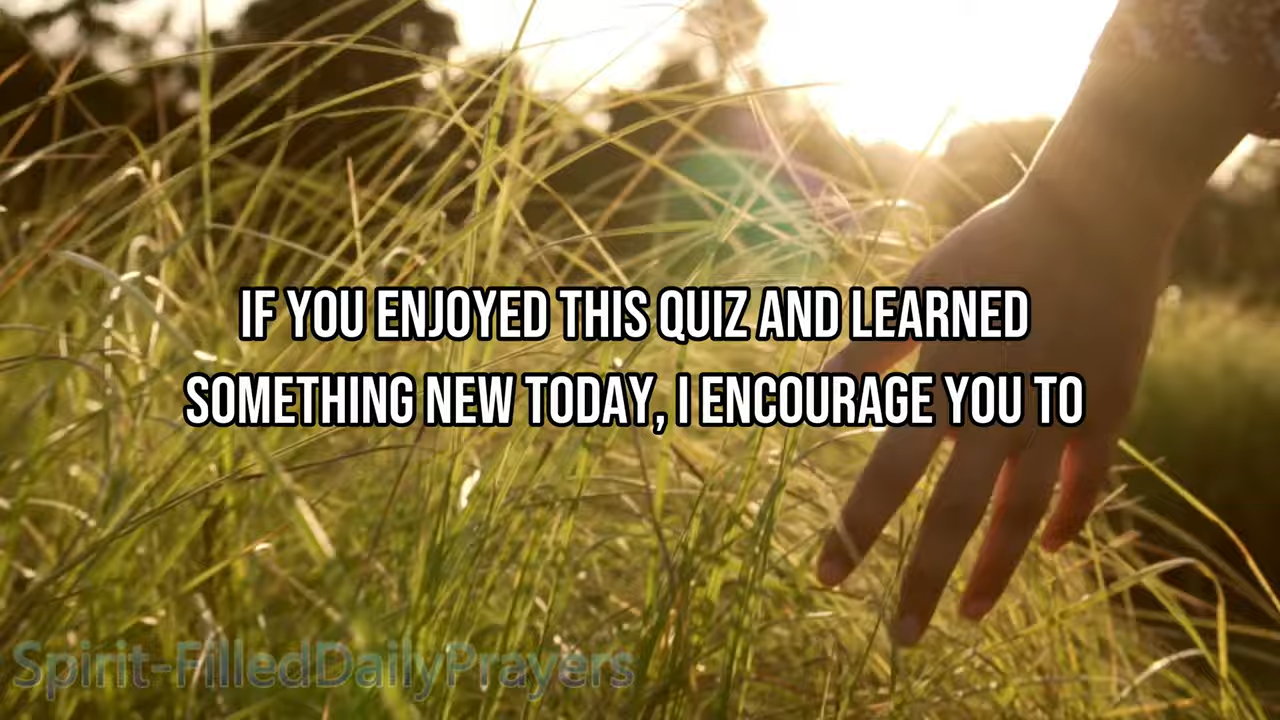 IF YOU ENJOYED THIS QUIZ AND LEARNED
SOMETHING NEW TODAY, I ENCOURAGE YOU TO
Spirit-FilledDailyPrayers